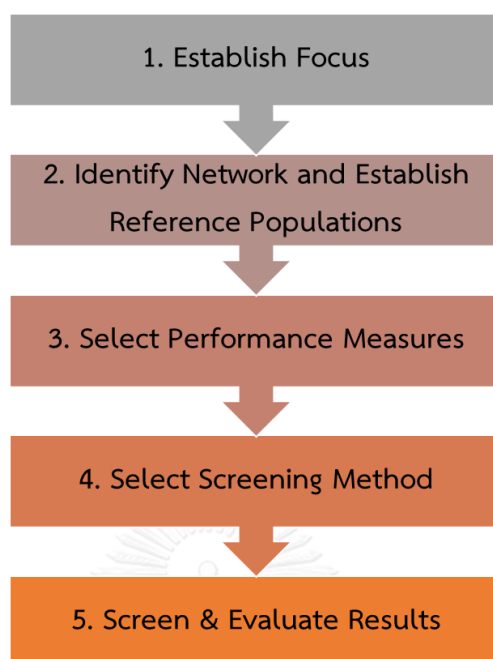 1. Establish Focus
2. Identify Network and Establish
Reference Populations
3. Select Performance Measures
4. Select Screening Method
5. Screen & Evaluate Results